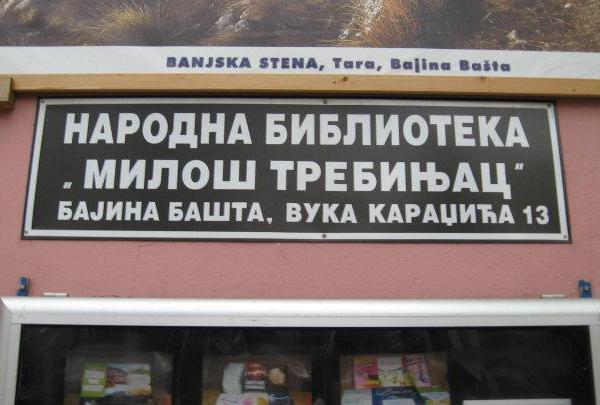 BANJSKA STENA, Tara, Bajina Bašta
НАРОДНА БИБЛИОТЕКА
„МИЛОШ ТРЕБИЊАЦ"
БАЈИНА БАШТА, ВУКА КАРАЏИЋА 13